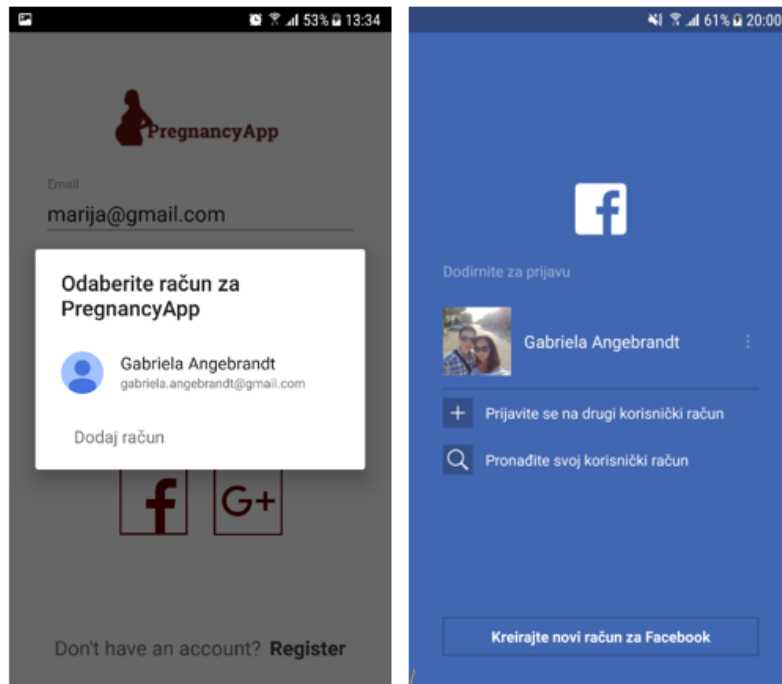 53% 13:34
PregnancyApp
Email
marija@gmail.com
Odaberite račun za
PregnancyApp
Gabriela Angebrandt
gabriela.angebrandt@gmail.com
Dodaj račun
f G+
Don't have an account? Register
61% 20:00
f
Dodirnite za prijavu
Gabriela Angebrandt
Prijavite se na drugi korisnički račun
Pronađite svoj korisnički račun
Kreirajte novi račun za Facebook